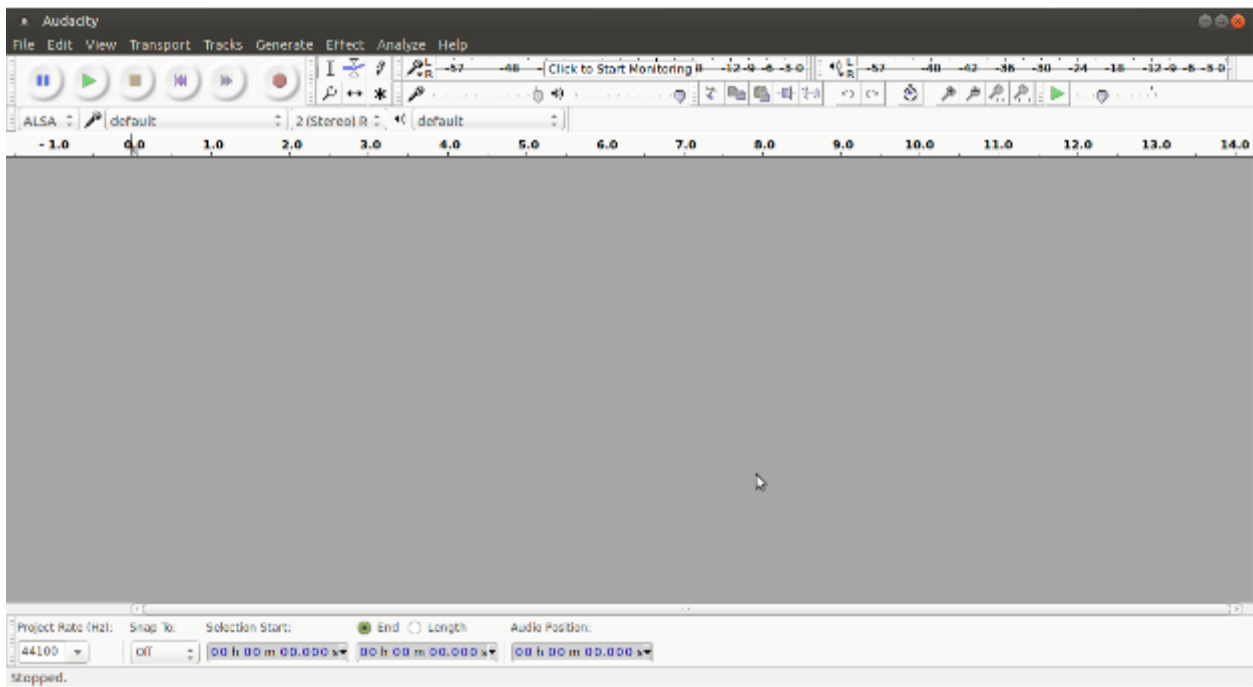 Audacity
File Edit View Transport Tracks Generate Effect Analyze Help
L R -57 -48 Click to Start Monitoring -12 -9 -6 -3 0 L R -57 -48 -42 -36 -30 -24 -18 -12 -9 -6 -3 0
ALSA default 2 (Stereo) R default
-1.0 0.0 1.0 2.0 3.0 4.0 5.0 6.0 7.0 8.0 9.0 10.0 11.0 12.0 13.0 14.0
Project Rate (Hz): Snap To: Selection Start: End Length Audio Position:
44100 Off 00 h 00 m 00.000 s 00 h 00 m 00.000 s 00 h 00 m 00.000 s
Stopped.